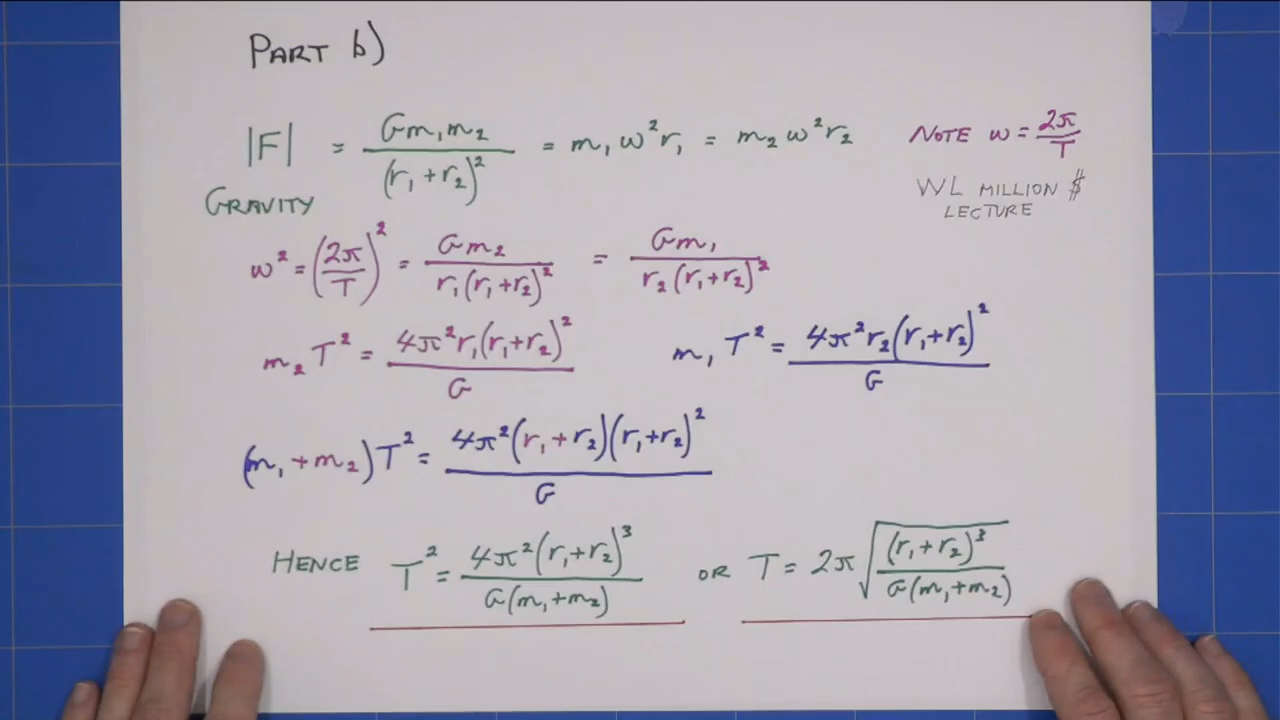 PART b)
|F| = Gm₁m₂/(r₁+r₂)² = m₁ω²r₁ = m₂ω²r₂ NOTE ω = 2π/T
GRAVITY
WL MILLION $
LECTURE
ω² = (2π/T)² = Gm₂/r₁(r₁+r₂)² = Gm₁/r₂(r₁+r₂)²
m₂T² = 4π²r₁(r₁+r₂)²/G m₁T² = 4π²r₂(r₁+r₂)²/G
(m₁+m₂)T² = 4π²(r₁+r₂)(r₁+r₂)²/G
HENCE T² = 4π²(r₁+r₂)³/G(m₁+m₂) OR T = 2π√((r₁+r₂)³/G(m₁+m₂))